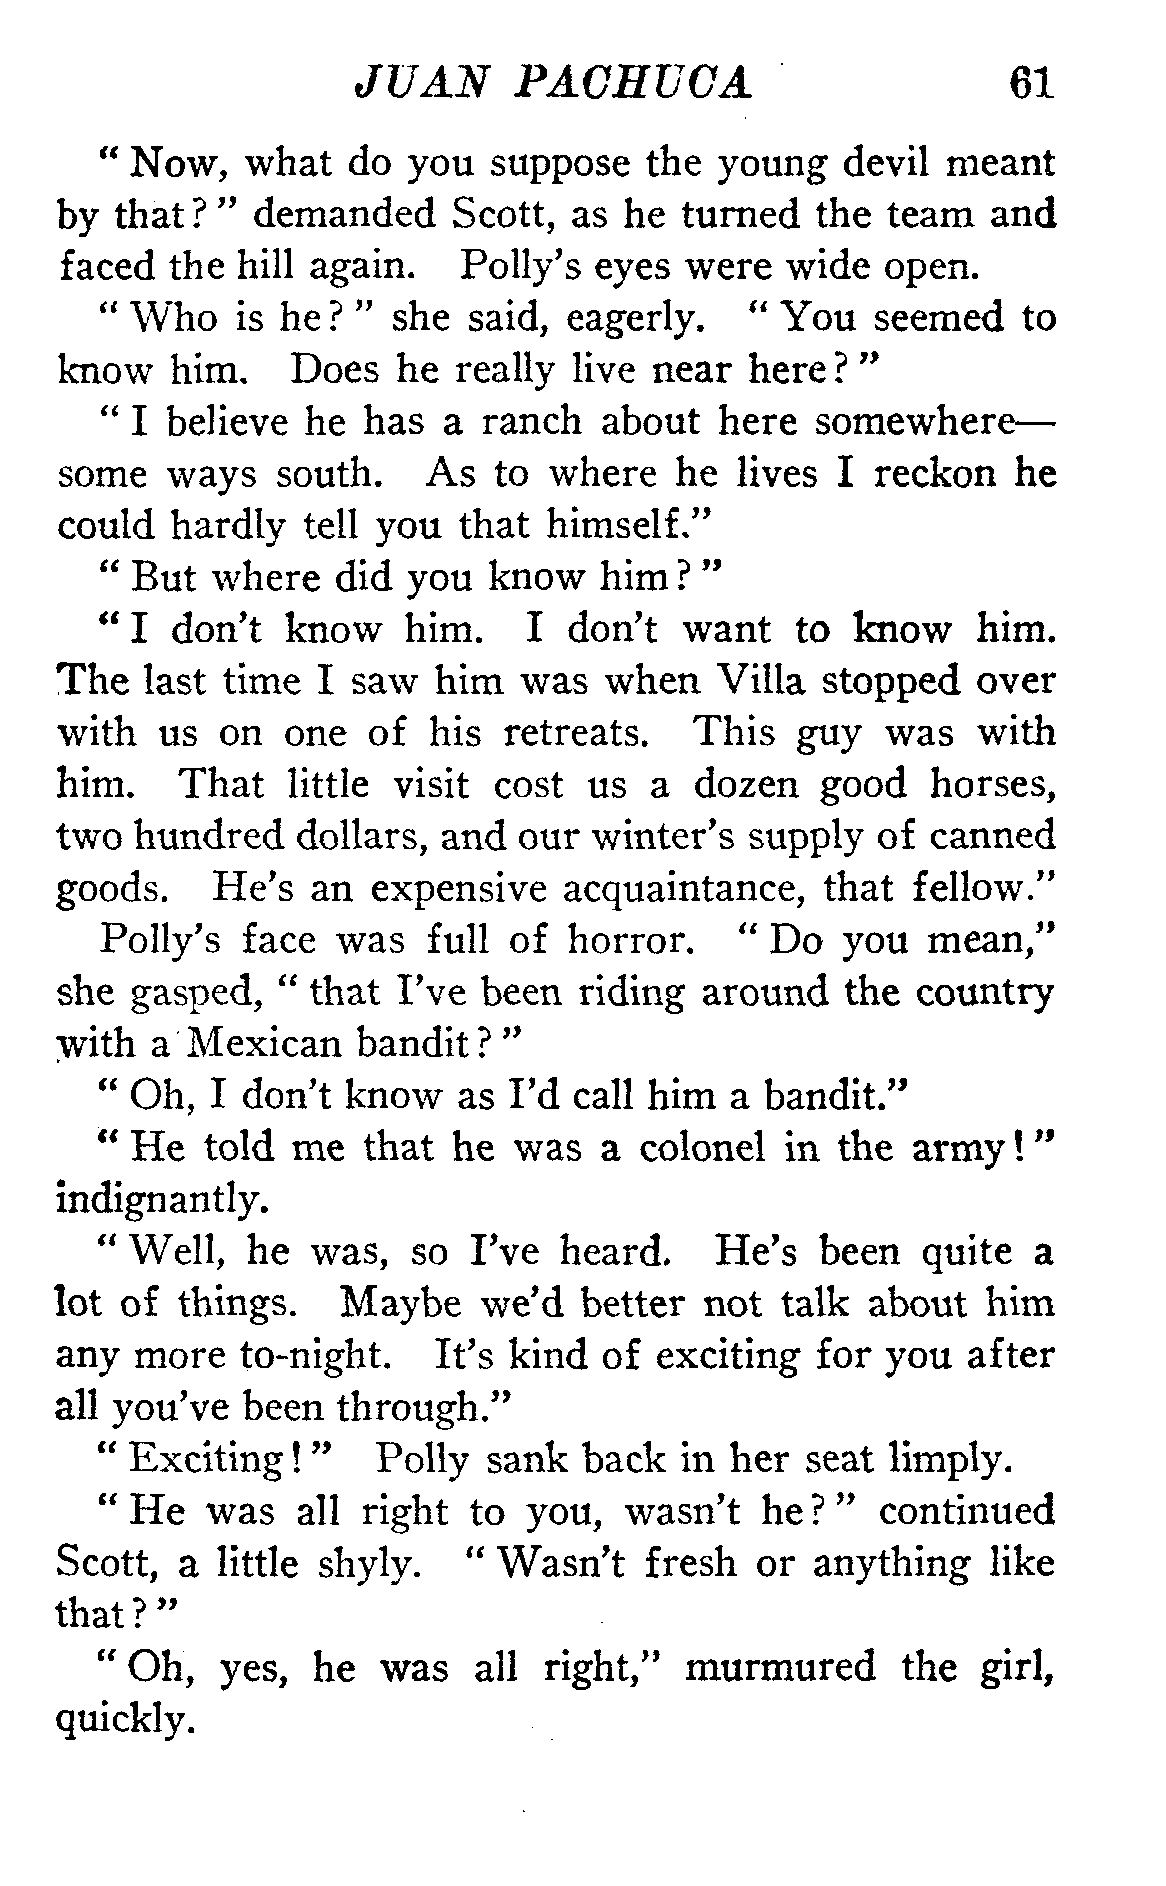 JUAN PACHUCA 61
" Now, what do you suppose the young devil meant
by that? " demanded Scott, as he turned the team and
faced the hill again. Polly's eyes were wide open.
" Who is he? " she said, eagerly. " You seemed to
know him. Does he really live near here? "
" I believe he has a ranch about here somewhere—
some ways south. As to where he lives I reckon he
could hardly tell you that himself."
" But where did you know him? "
" I don't know him. I don't want to know him.
The last time I saw him was when Villa stopped over
with us on one of his retreats. This guy was with
him. That little visit cost us a dozen good horses,
two hundred dollars, and our winter's supply of canned
goods. He's an expensive acquaintance, that fellow."
Polly's face was full of horror. " Do you mean,"
she gasped, " that I've been riding around the country
with a Mexican bandit? "
" Oh, I don't know as I'd call him a bandit."
" He told me that he was a colonel in the army! "
indignantly.
" Well, he was, so I've heard. He's been quite a
lot of things. Maybe we'd better not talk about him
any more to-night. It's kind of exciting for you after
all you've been through."
" Exciting! " Polly sank back in her seat limply.
" He was all right to you, wasn't he? " continued
Scott, a little shyly. " Wasn't fresh or anything like
that? "
" Oh, yes, he was all right," murmured the girl,
quickly.